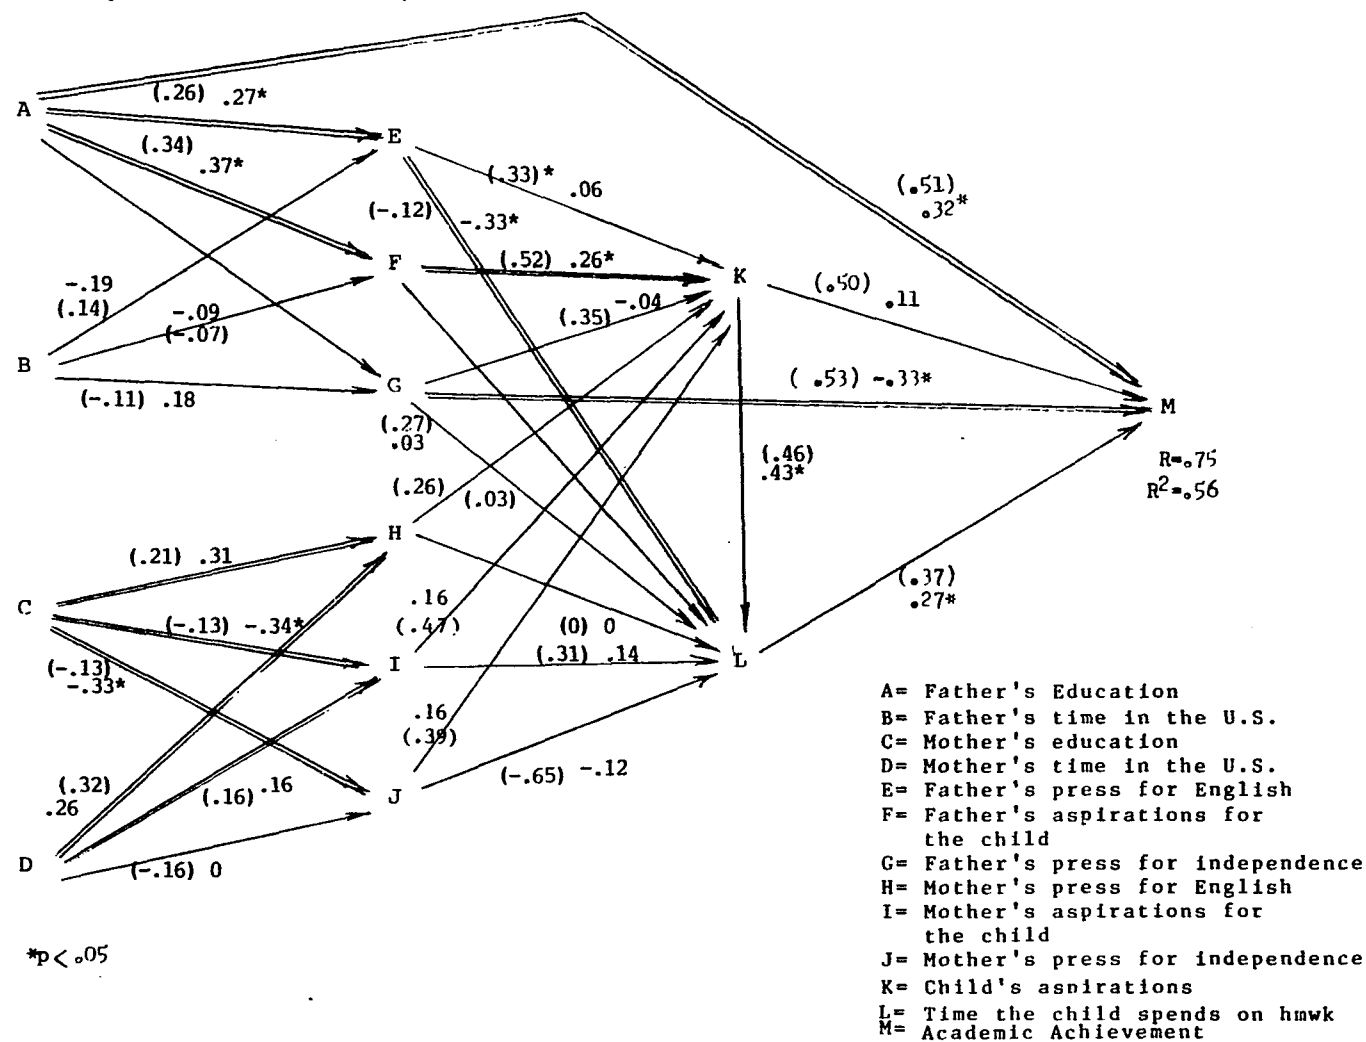 A
(.26) .27*
E
(.34)
.37*
(.33)* .06
(.51)
.32*
(-.12) -.33*
F
(.52) .26*
K
-.19
(.14)
-.09
(-.07)
(.35) -.04
(.50) .11
B
G
(-.11) .18
( .53) -.33*
M
(.27)
.03
(.46)
.43*
R=.75
R²=.56
(.26) (.03)
H
(.21) .31
(.37)
.27*
C
.16
(.47)
(-.13) -.34*
(0) 0
(.31) .14
(-.13)
-.33*
I
L
.16
(.39)
(-.65) -.12
(.32)
.26
(.16) .16
J
D
(-.16) 0
*p<.05
A= Father's Education
B= Father's time in the U.S.
C= Mother's education
D= Mother's time in the U.S.
E= Father's press for English
F= Father's aspirations for
the child
G= Father's press for independence
H= Mother's press for English
I= Mother's aspirations for
the child
J= Mother's press for independence
K= Child's aspirations
L= Time the child spends on hmwk
M= Academic Achievement